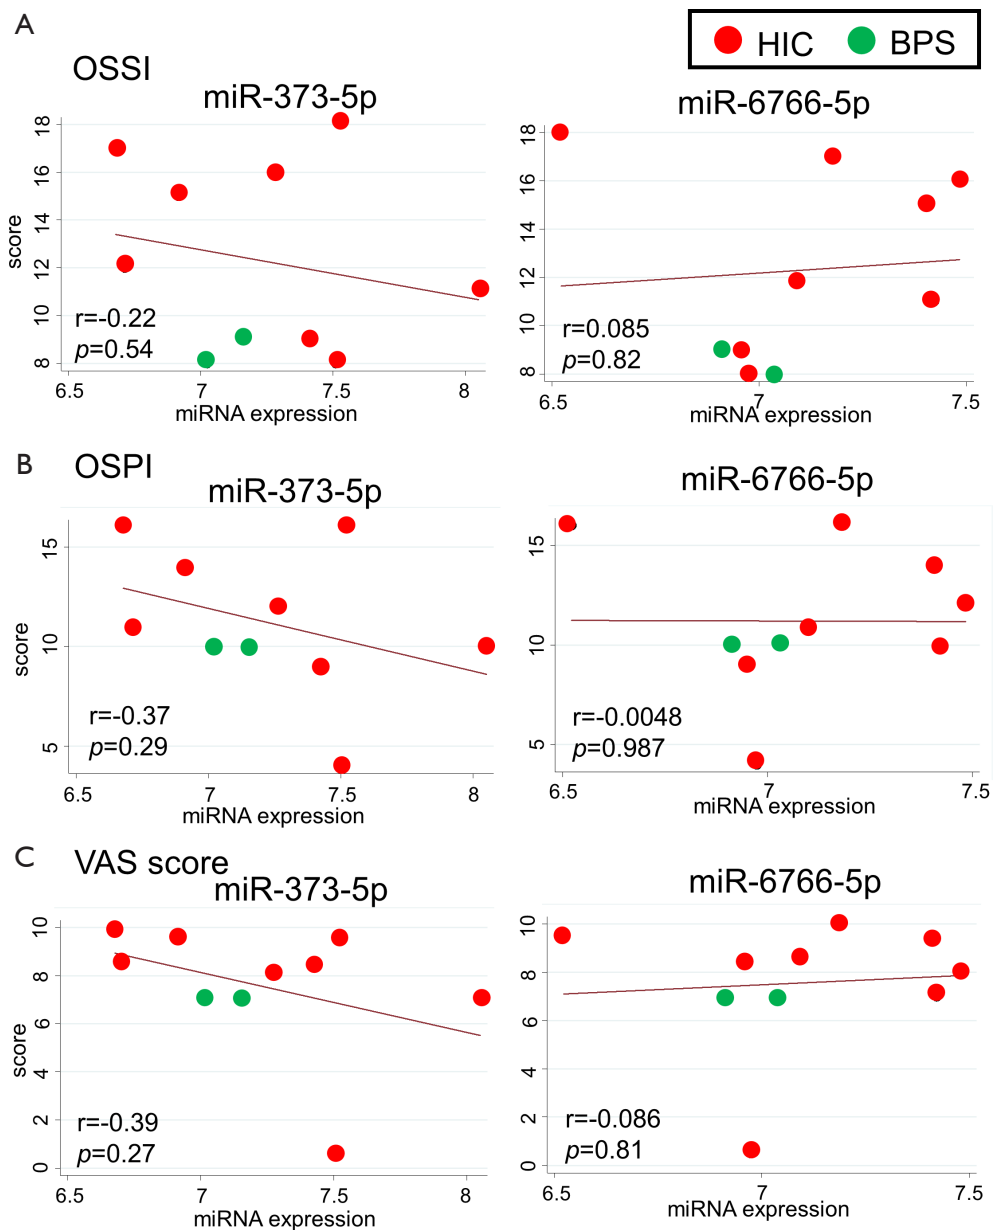 A
HIC BPS
OSSI
miR-373-5p
miR-6766-5p
18
16
14
12
10
8
score
r=-0.22
p=0.54
6.5 7 7.5 8
miRNA expression
18
16
14
12
10
8
r=0.085
p=0.82
6.5 7 7.5
miRNA expression
B
OSPI
miR-373-5p
miR-6766-5p
15
10
5
score
r=-0.37
p=0.29
6.5 7 7.5 8
miRNA expression
15
10
5
r=-0.0048
p=0.987
6.5 7 7.5
miRNA expression
C
VAS score
miR-373-5p
miR-6766-5p
10
8
6
4
2
0
score
r=-0.39
p=0.27
6.5 7 7.5 8
miRNA expression
10
8
6
4
2
0
r=-0.086
p=0.81
6.5 7 7.5
miRNA expression